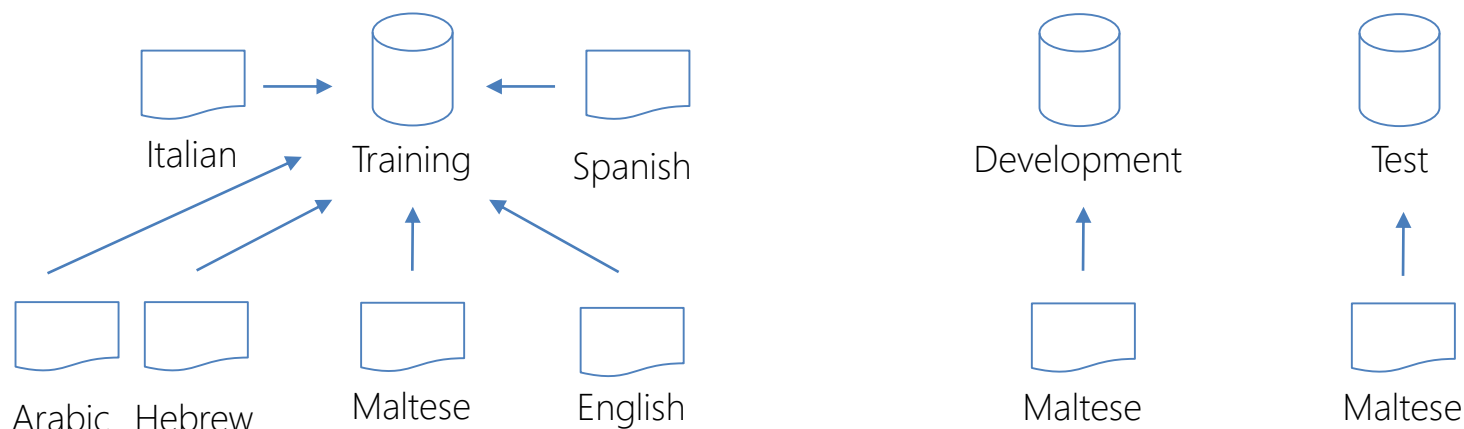 Italian
Training
Spanish
Development
Test
Arabic
Hebrew
Maltese
English
Maltese
Maltese